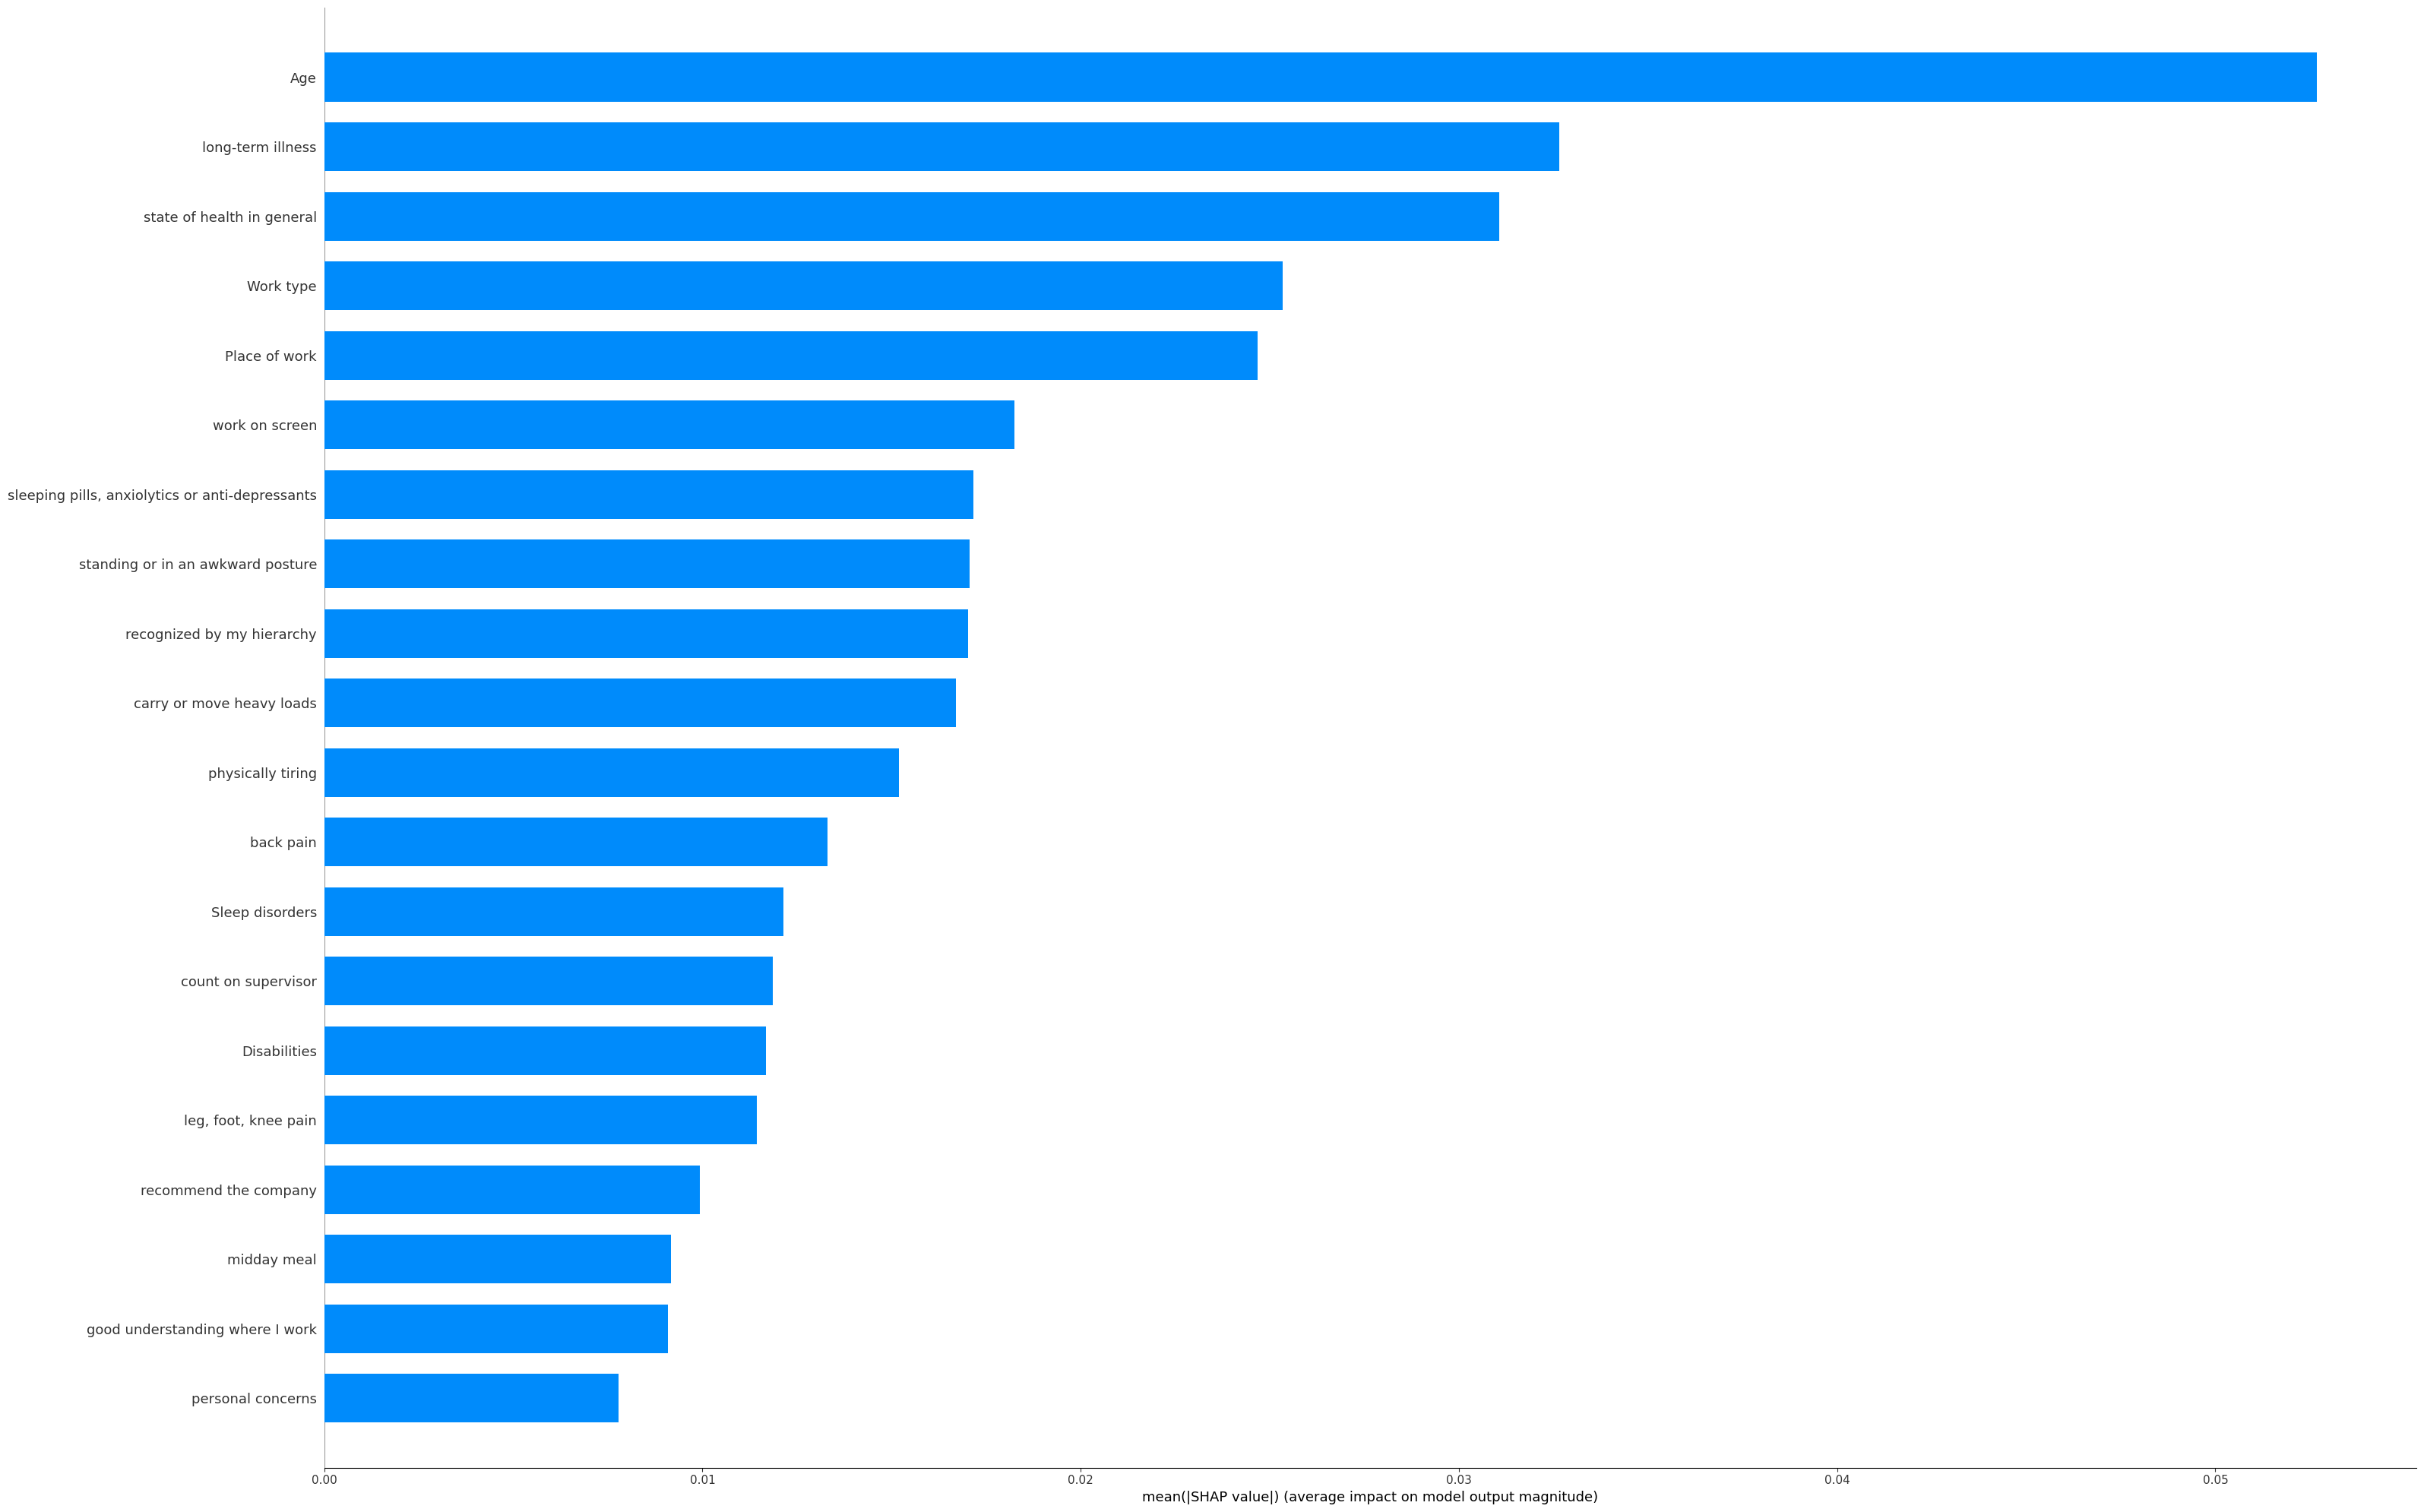 Age
long-term illness
state of health in general
Work type
Place of work
work on screen
sleeping pills, anxiolytics or anti-depressants
standing or in an awkward posture
recognized by my hierarchy
carry or move heavy loads
physically tiring
back pain
Sleep disorders
count on supervisor
Disabilities
leg, foot, knee pain
recommend the company
midday meal
good understanding where I work
personal concerns
0.00 0.01 0.02 0.03 0.04 0.05
mean(|SHAP value|) (average impact on model output magnitude)